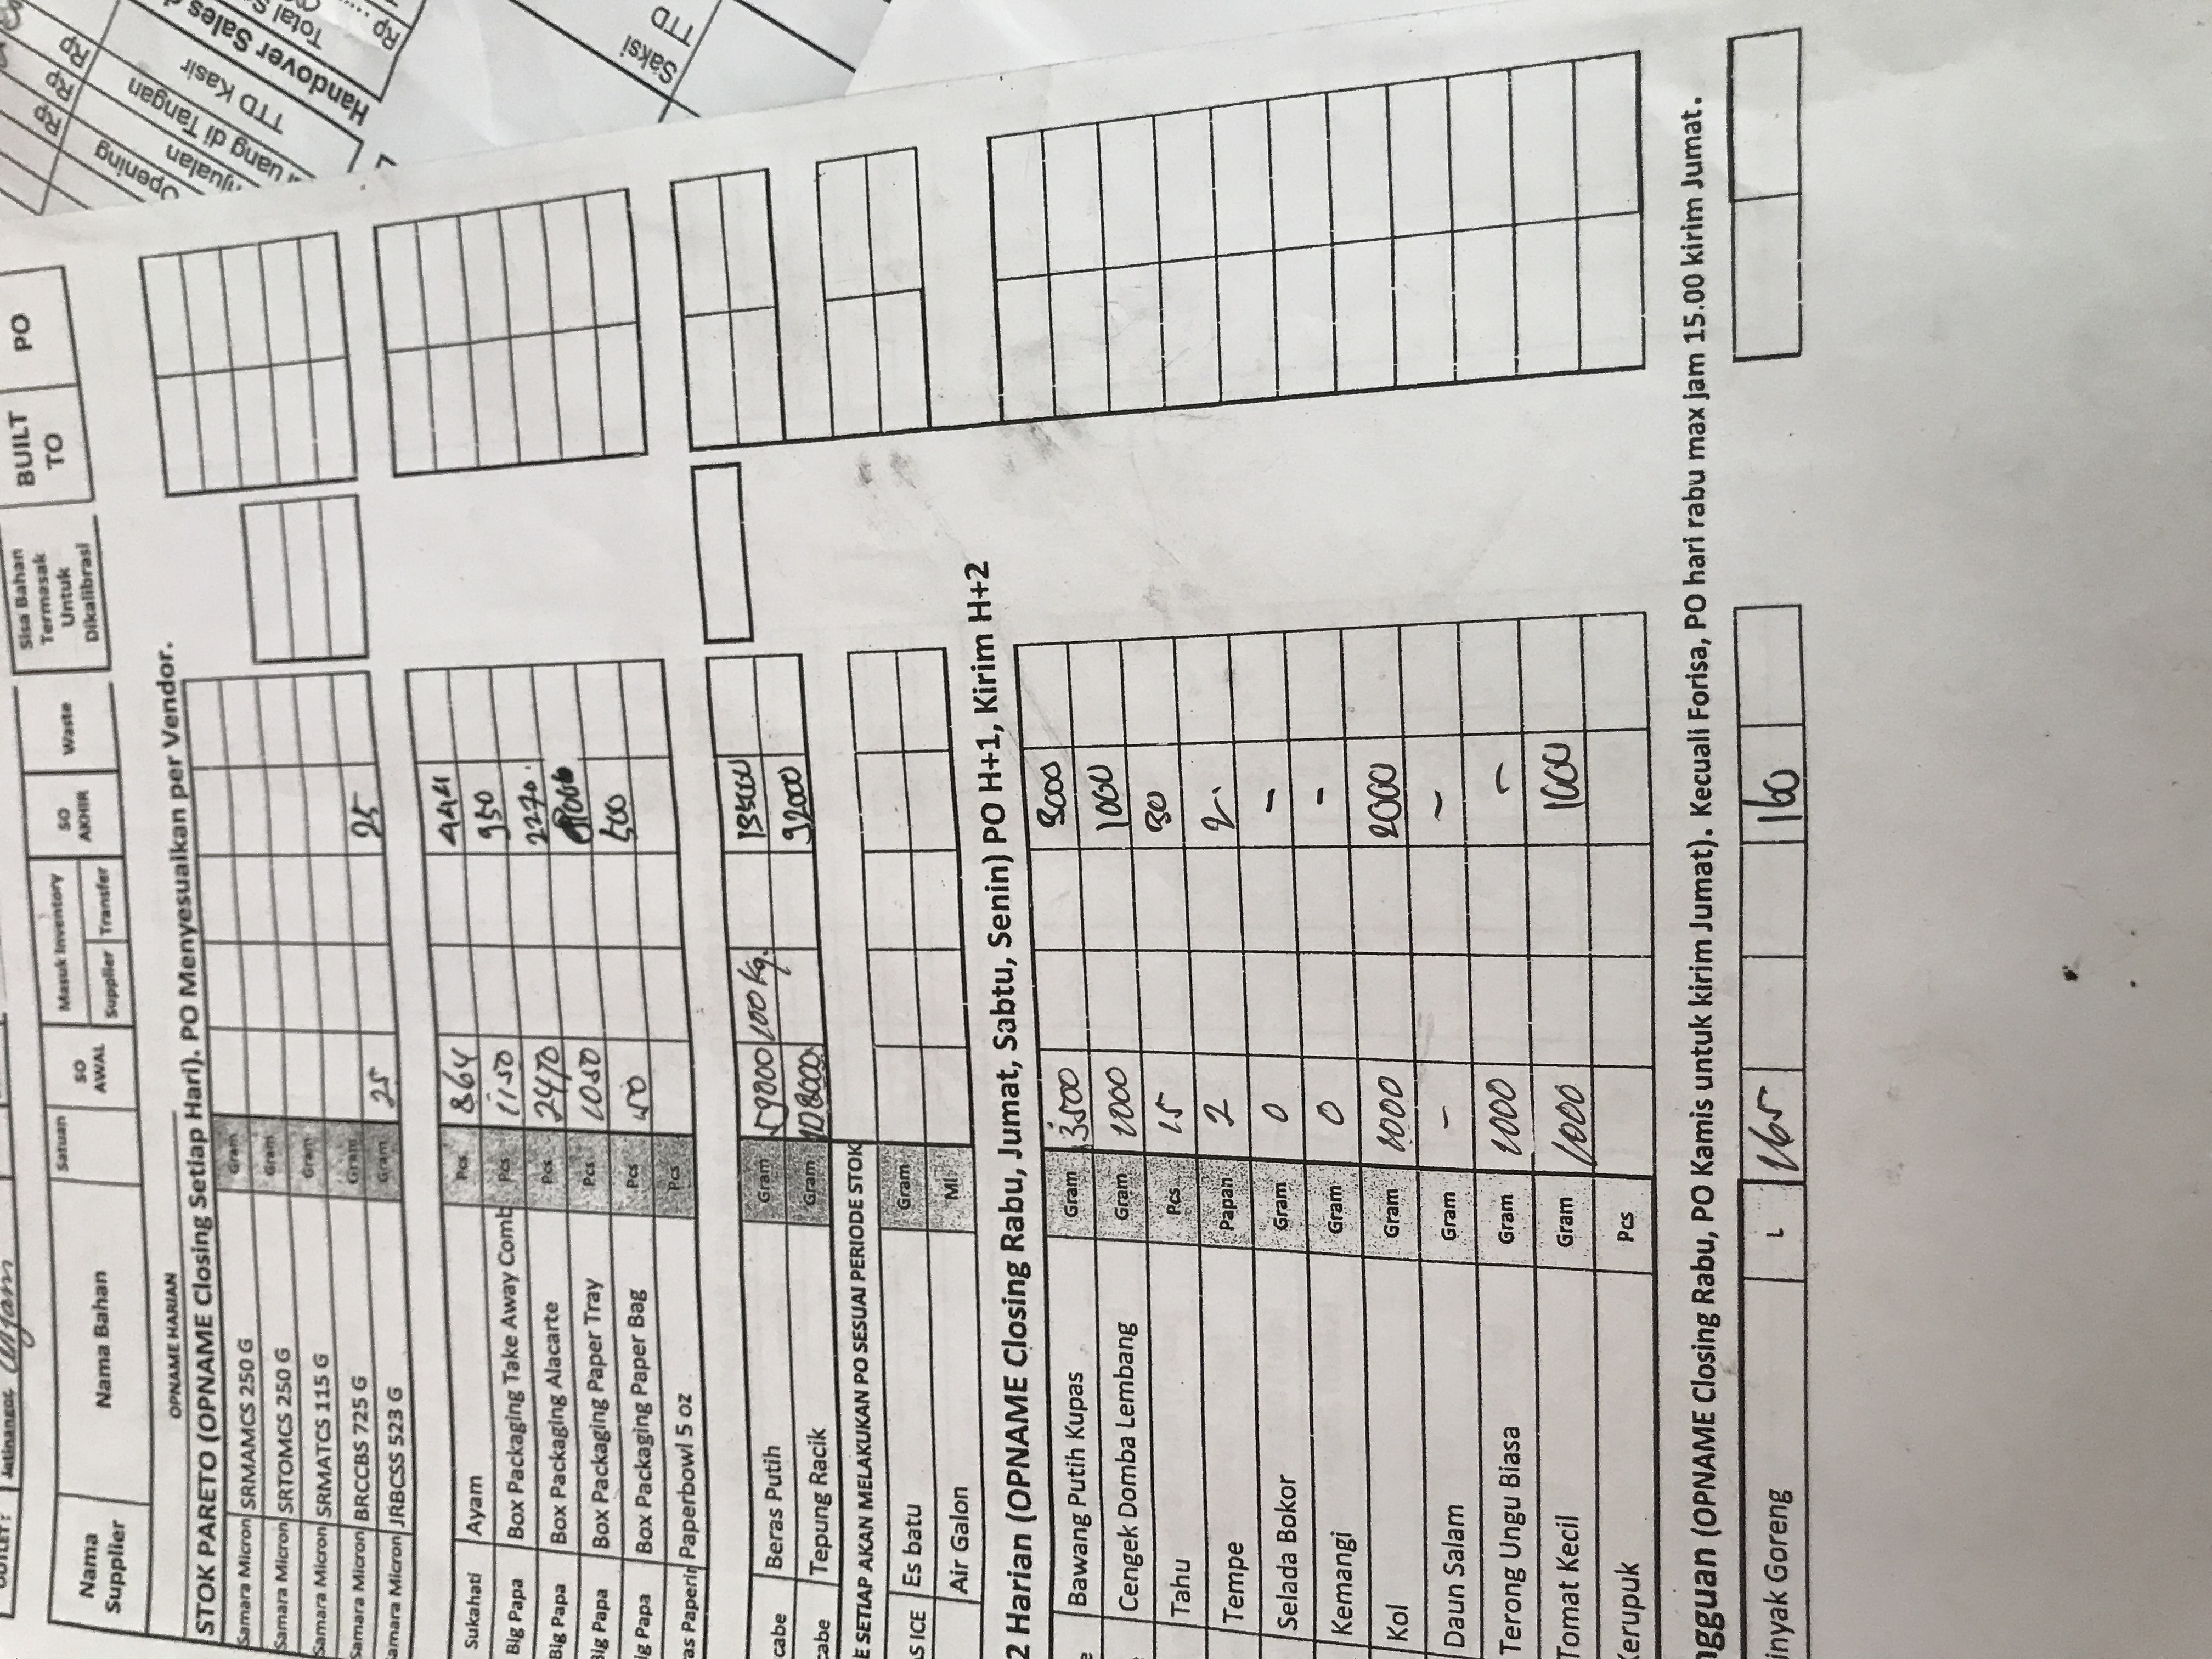 OUTLET : Jatinangor
Nama Supplier Nama Bahan Satuan SO AWAL Masuk Inventory Supplier Transfer SO AKHIR Waste Sisa Bahan Termasak Untuk Dikalibrasi BUILT TO PO
OPNAME HARIAN
STOK PARETO (OPNAME Closing Setiap Hari). PO Menyesuaikan per Vendor.
Samara Micron SRMAMCS 250 G Gram
Samara Micron SRTOMCS 250 G Gram
Samara Micron SRMATCS 115 G Gram
Samara Micron BRCCBS 725 G Gram
amara Micron JRBCSS 523 G Gram 25 25
Sukahati Ayam Pcs 864 444
Big Papa Box Packaging Take Away Comb Pcs 1150 950
Big Papa Box Packaging Alacarte Pcs 2470 2270
Big Papa Box Packaging Paper Tray Pcs 1050
ig Papa Box Packaging Paper Bag Pcs 500
as Paperin Paperbowl 5 oz Pcs
cabe Beras Putih Gram 59000 100 Kg. 135000
cabe Tepung Racik Gram 108000 92000
E SETIAP AKAN MELAKUKAN PO SESUAI PERIODE STOK
S ICE Es batu Gram
Air Galon Ml
2 Harian (OPNAME Closing Rabu, Jumat, Sabtu, Senin) PO H+1, Kirim H+2
e Bawang Putih Kupas Gram 3500 3000
Cengek Domba Lembang Gram 1000 1000
Tahu Pcs 15 30
Tempe Papan 2 2
Selada Bokor Gram 0 -
Kemangi Gram 0 -
Kol Gram 1000 2000
Daun Salam Gram - -
Terong Ungu Biasa Gram 1000 -
Tomat Kecil Gram 1000 1000
Kerupuk Pcs
ngguan (OPNAME Closing Rabu, PO Kamis untuk kirim Jumat). Kecuali Forisa, PO hari rabu max jam 15.00 kirim Jumat.
inyak Goreng L 165 160
Rp
Rp
Rp
Opening
njualan
uang di Tangan
TTD Kasir
Handover Sales
Total
Rp ....
Saksi
TTD